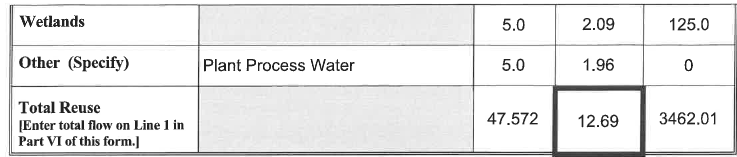 Wetlands 5.0 2.09 125.0
Other (Specify) Plant Process Water 5.0 1.96 0
Total Reuse
[Enter total flow on Line 1 in
Part VI of this form.] 47.572 12.69 3462.01